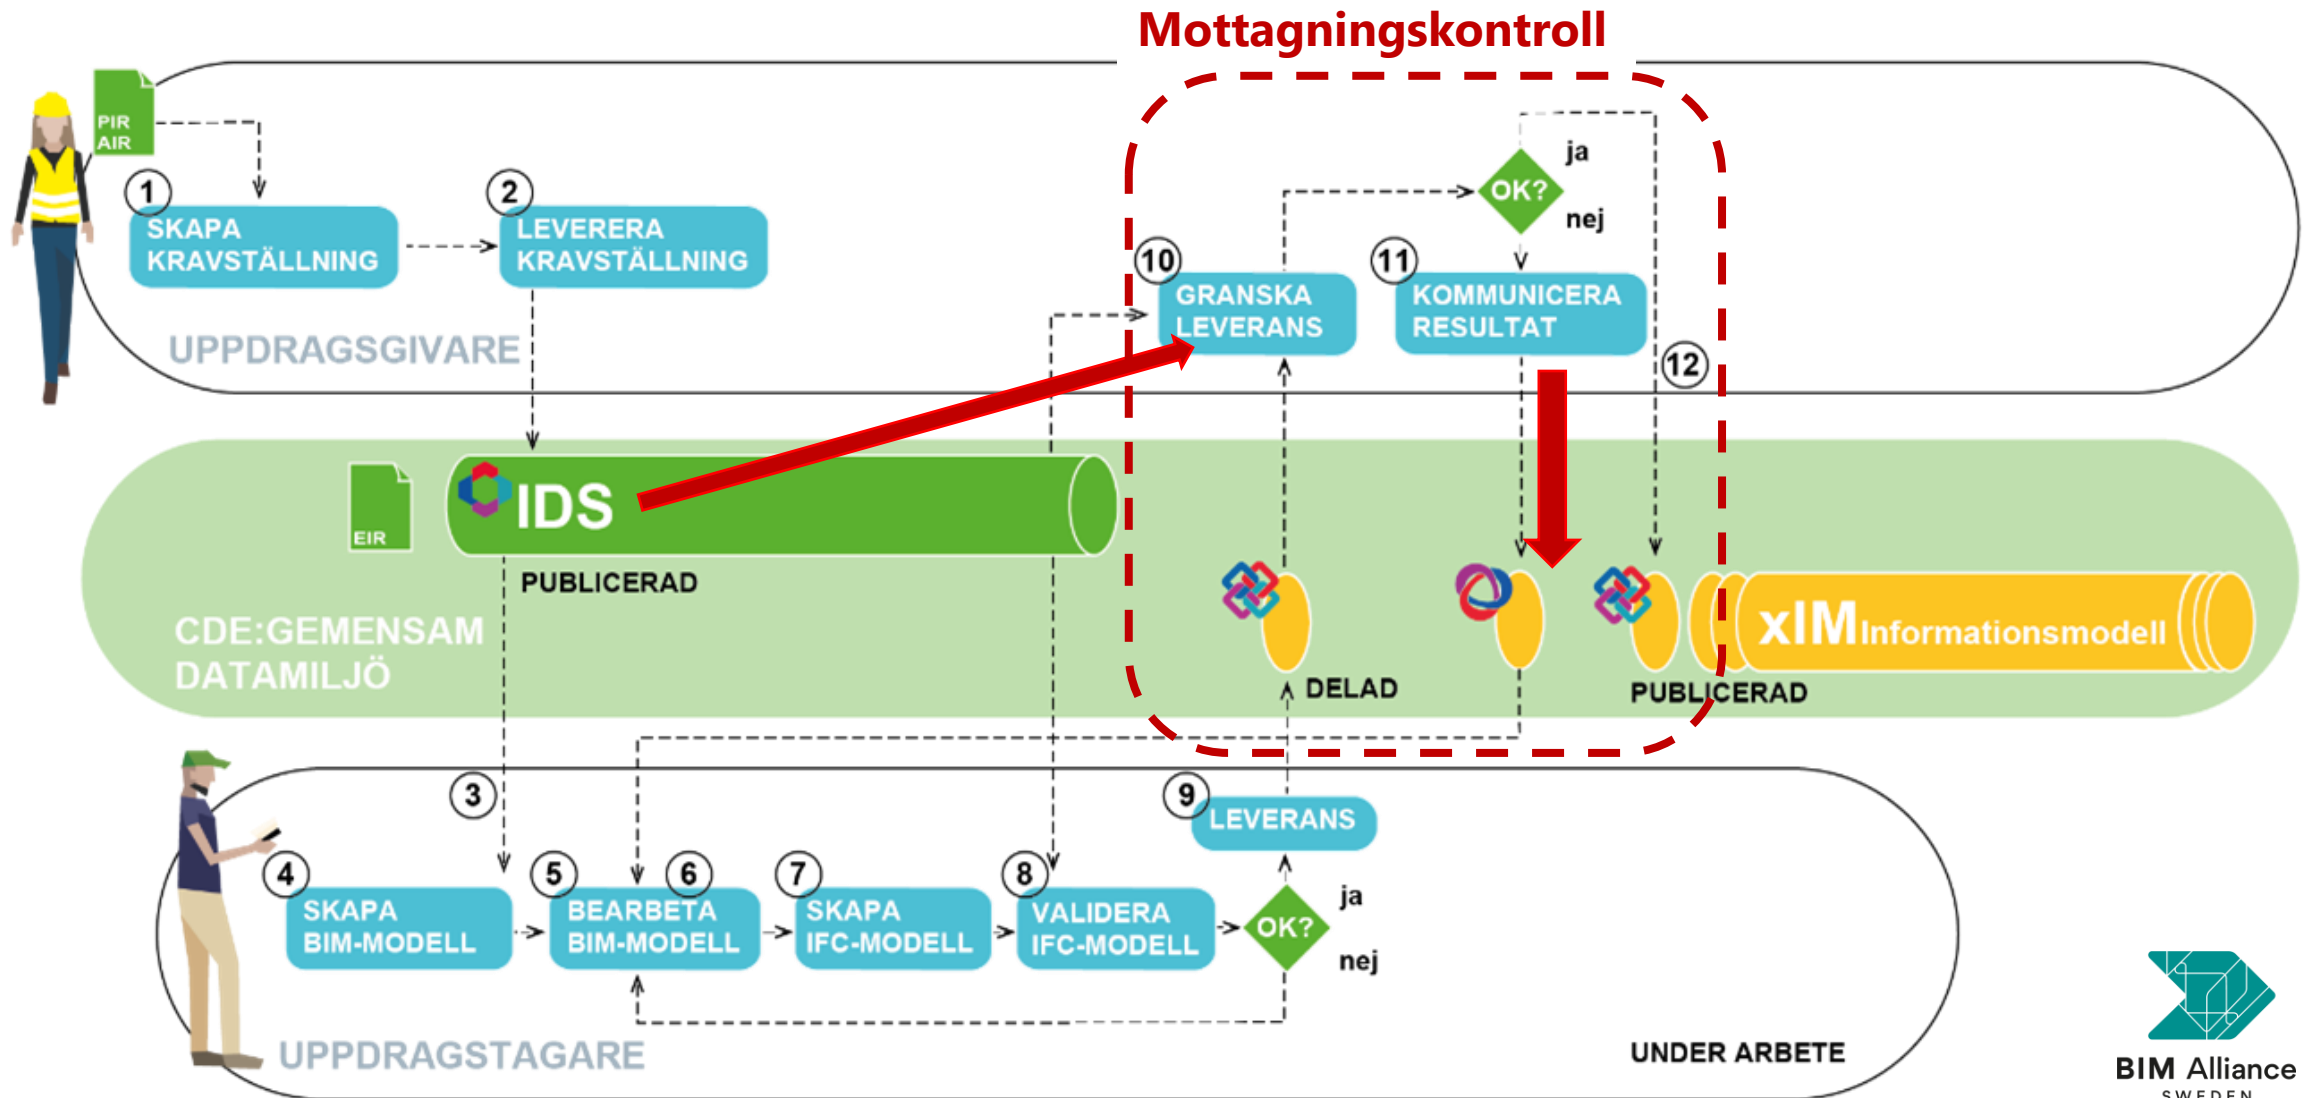 Mottagningskontroll
PIR
AIR
1
SKAPA
KRAVSTÄLLNING
2
LEVERERA
KRAVSTÄLLNING
UPPDRAGSGIVARE
10
GRANSKA
LEVERANS
OK?
ja
nej
11
KOMMUNICERA
RESULTAT
12
EIR
IDS
PUBLICERAD
CDE:GEMENSAM
DATAMILJÖ
DELAD
xIM Informationsmodell
PUBLICERAD
3
4
SKAPA
BIM-MODELL
5
6
BEARBETA
BIM-MODELL
7
SKAPA
IFC-MODELL
8
VALIDERA
IFC-MODELL
9
LEVERANS
OK?
ja
nej
UPPDRAGSTAGARE
UNDER ARBETE
BIM Alliance
SWEDEN